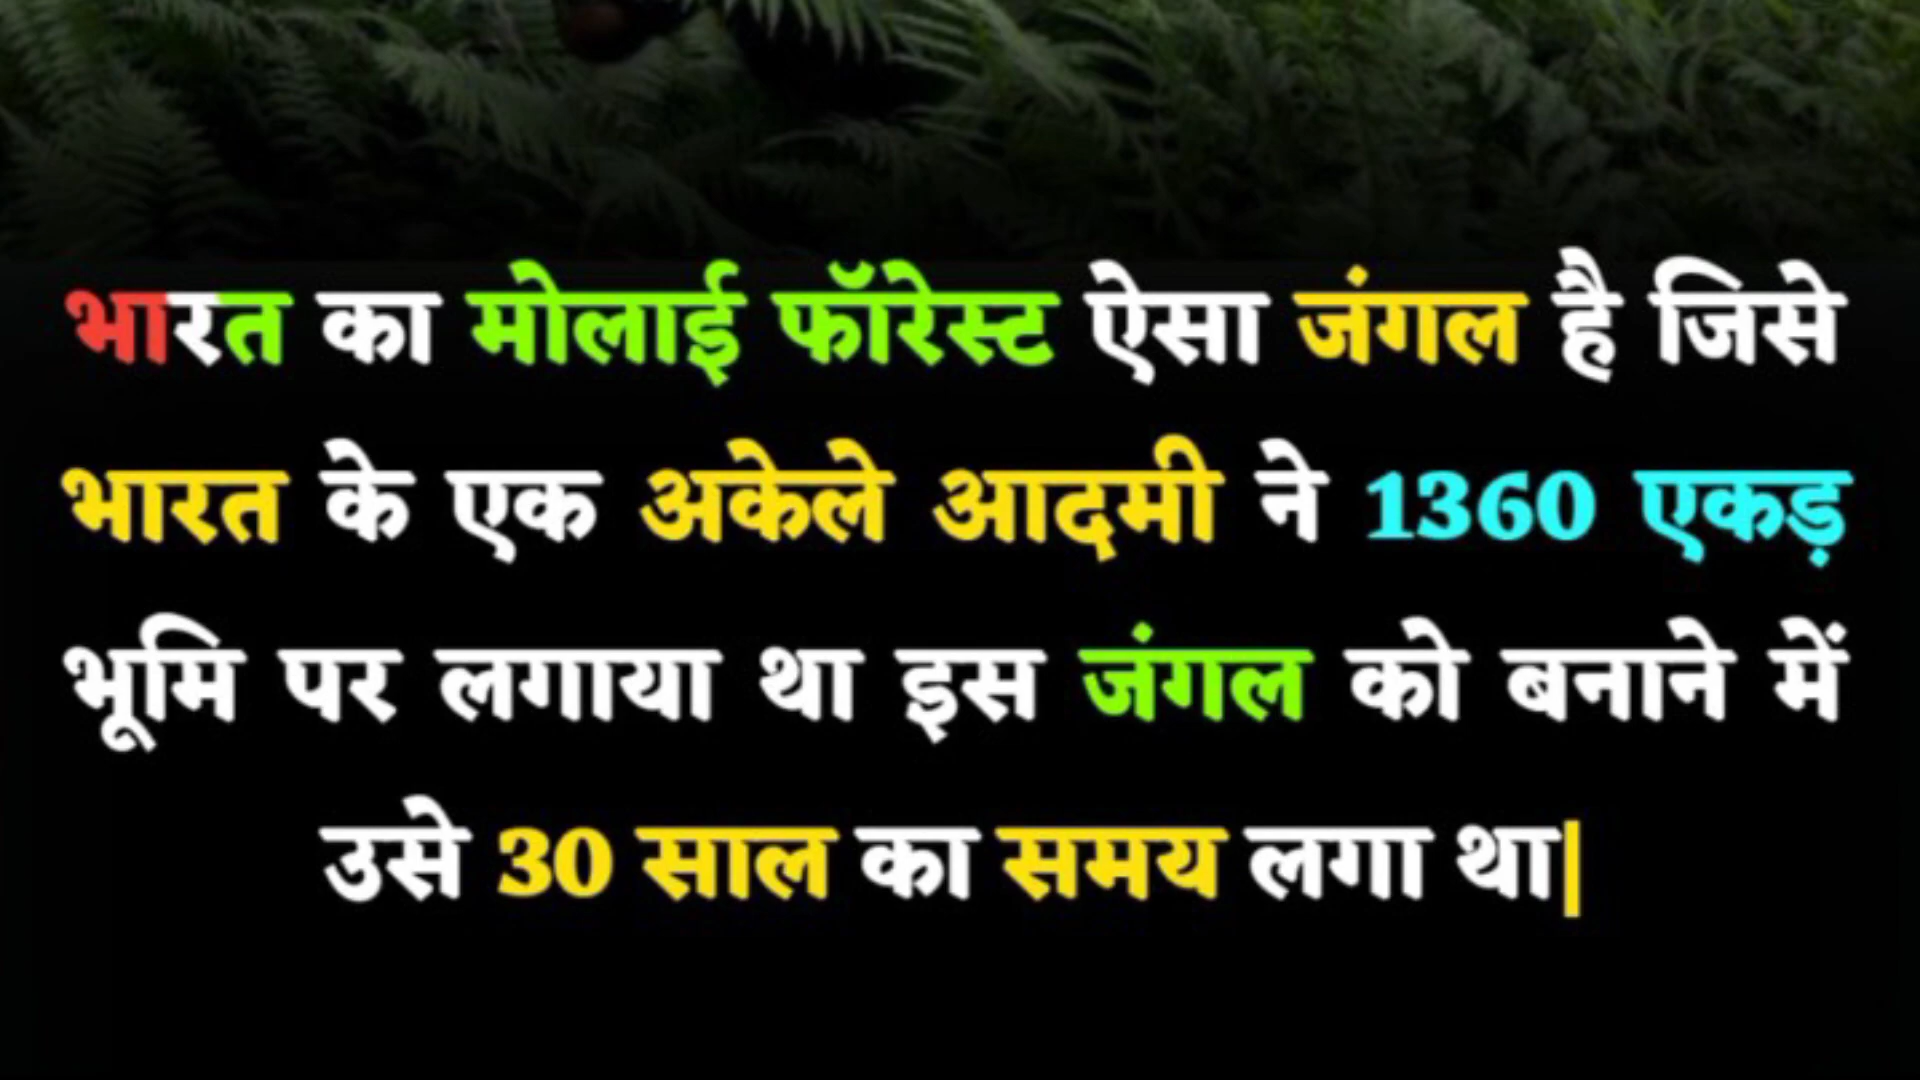 भारत का मोलाई फॉरेस्ट ऐसा जंगल है जिसे
भारत के एक अकेले आदमी ने 1360 एकड़
भूमि पर लगाया था इस जंगल को बनाने में
उसे 30 साल का समय लगा था|